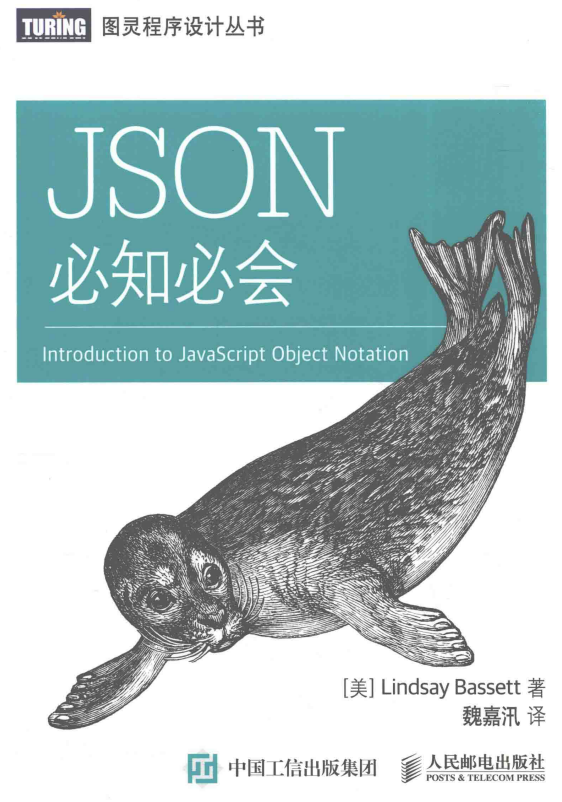 TURING 图灵程序设计丛书
JSON
必知必会
Introduction to JavaScript Object Notation
[美] Lindsay Bassett 著
魏嘉汛 译
中国工信出版集团 人民邮电出版社
POSTS & TELECOM PRESS